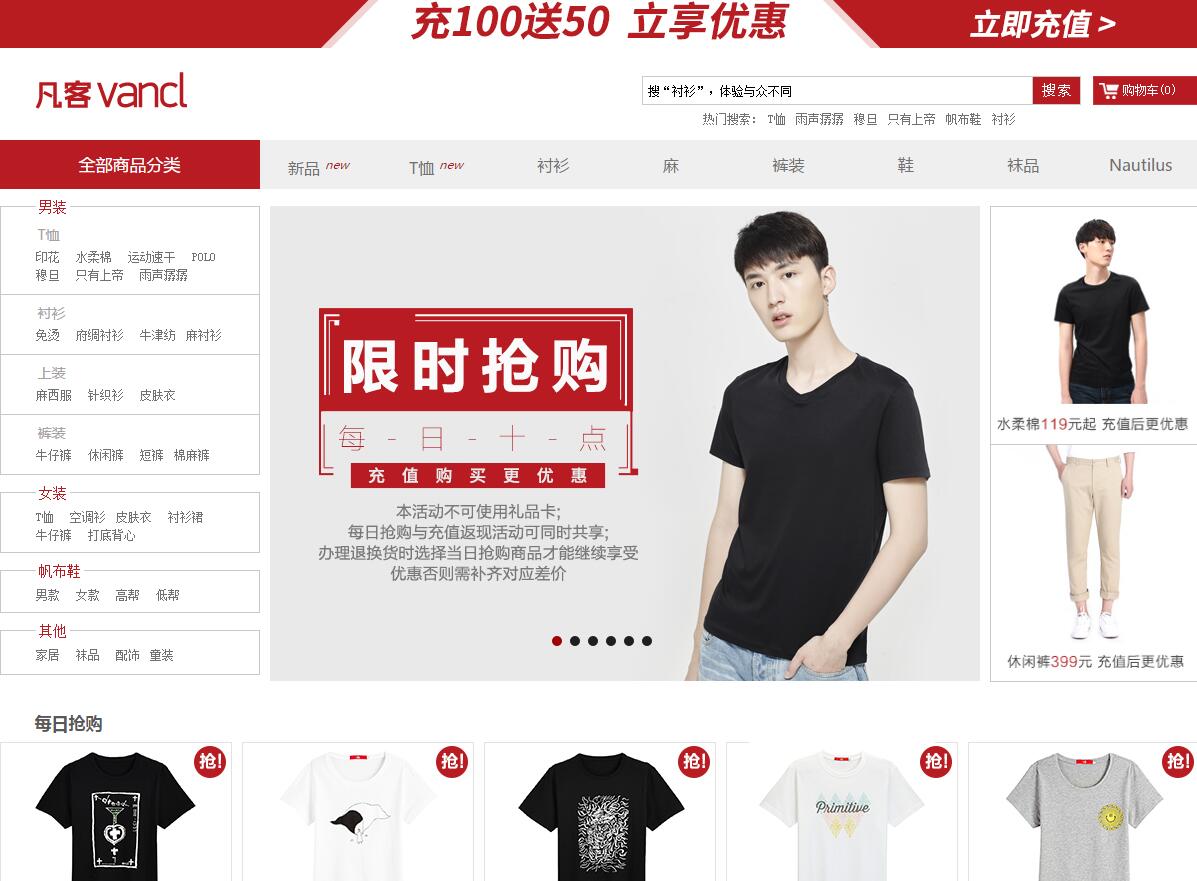 充100送50 立享优惠
立即充值 >
凡客 vancl
搜“衬衫”，体验与众不同
搜索
购物车(0)
热门搜索： T恤 雨声潺潺 穆旦 只有上帝 帆布鞋 衬衫
全部商品分类
新品 new
T恤 new
衬衫
麻
裤装
鞋
袜品
Nautilus
男装
T恤
印花 水柔棉 运动速干 POLO
穆旦 只有上帝 雨声潺潺
衬衫
免烫 府绸衬衫 牛津纺 麻衬衫
上装
麻西服 针织衫 皮肤衣
裤装
牛仔裤 休闲裤 短裤 棉麻裤
女装
T恤 空调衫 皮肤衣 衬衫裙
牛仔裤 打底背心
帆布鞋
男款 女款 高帮 低帮
其他
家居 袜品 配饰 童装
限时抢购
每 - 日 - 十 - 点
充值购买更优惠
本活动不可使用礼品卡;
每日抢购与充值返现活动可同时共享;
办理退换货时选择当日抢购商品才能继续享受
优惠否则需补齐对应差价
水柔棉119元起 充值后更优惠
休闲裤399元 充值后更优惠
每日抢购
抢!
抢!
抢!
抢!
抢!
Primitive